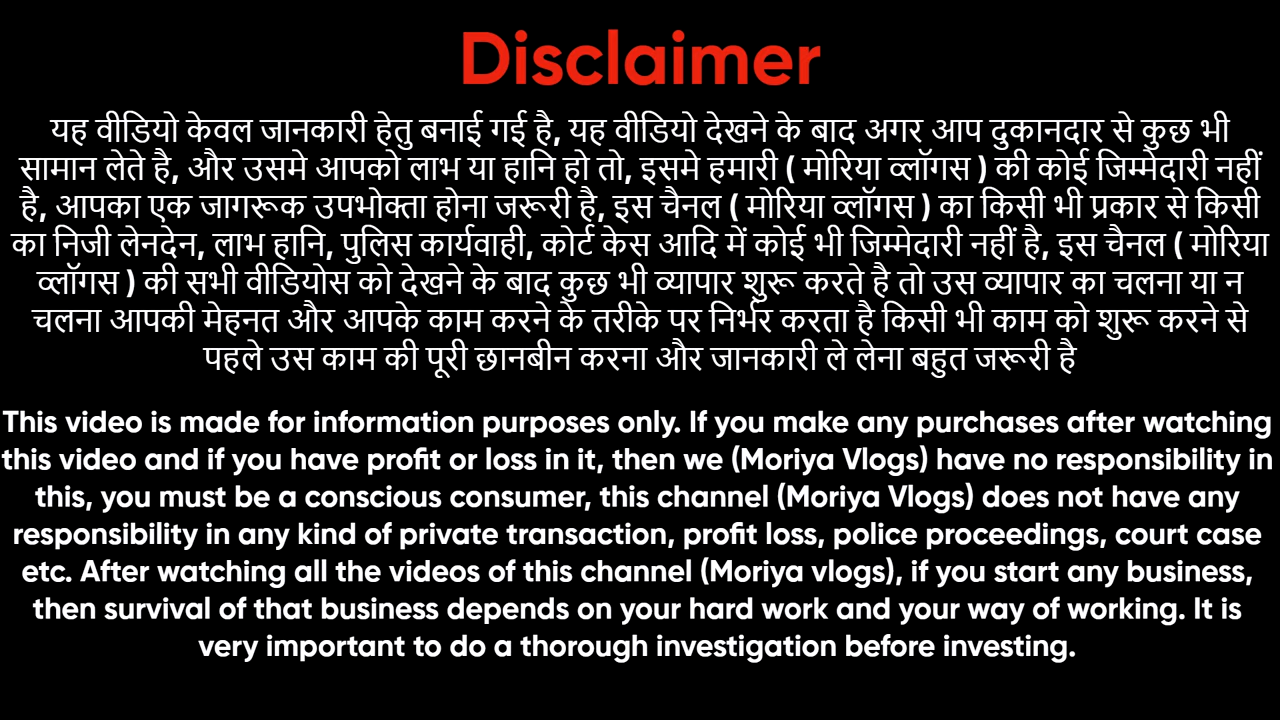 Disclaimer
यह वीडियो केवल जानकारी हेतु बनाई गई है, यह वीडियो देखने के बाद अगर आप दुकानदार से कुछ भी
सामान लेते है, और उसमे आपको लाभ या हानि हो तो, इसमे हमारी ( मोरिया व्लॉगस ) की कोई जिम्मेदारी नहीं
है, आपका एक जागरूक उपभोक्ता होना जरूरी है, इस चैनल ( मोरिया व्लॉगस ) का किसी भी प्रकार से किसी
का निजी लेनदेन, लाभ हानि, पुलिस कार्यवाही, कोर्ट केस आदि में कोई भी जिम्मेदारी नहीं है, इस चैनल ( मोरिया
व्लॉगस ) की सभी वीडियोस को देखने के बाद कुछ भी व्यापार शुरू करते है तो उस व्यापार का चलना या न
चलना आपकी मेहनत और आपके काम करने के तरीके पर निर्भर करता है किसी भी काम को शुरू करने से
पहले उस काम की पूरी छानबीन करना और जानकारी ले लेना बहुत जरूरी है
This video is made for information purposes only. If you make any purchases after watching
this video and if you have profit or loss in it, then we (Moriya Vlogs) have no responsibility in
this, you must be a conscious consumer, this channel (Moriya Vlogs) does not have any
responsibility in any kind of private transaction, profit loss, police proceedings, court case
etc. After watching all the videos of this channel (Moriya vlogs), if you start any business,
then survival of that business depends on your hard work and your way of working. It is
very important to do a thorough investigation before investing.